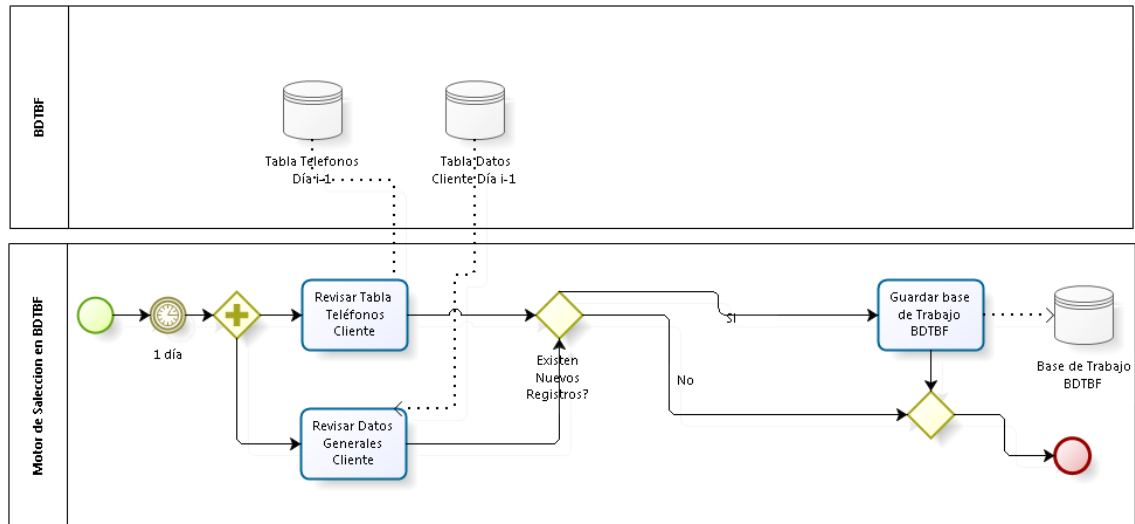 BDTBF
Tabla Telefonos
Día i-1
Tabla Datos
Cliente Día i-1
Motor de Saleccion en BDTBF
1 día
Revisar Tabla
Teléfonos
Cliente
Revisar Datos
Generales
Cliente
Existen
Nuevos
Registros?
SI
No
Guardar base
de Trabajo
BDTBF
Base de Trabajo
BDTBF